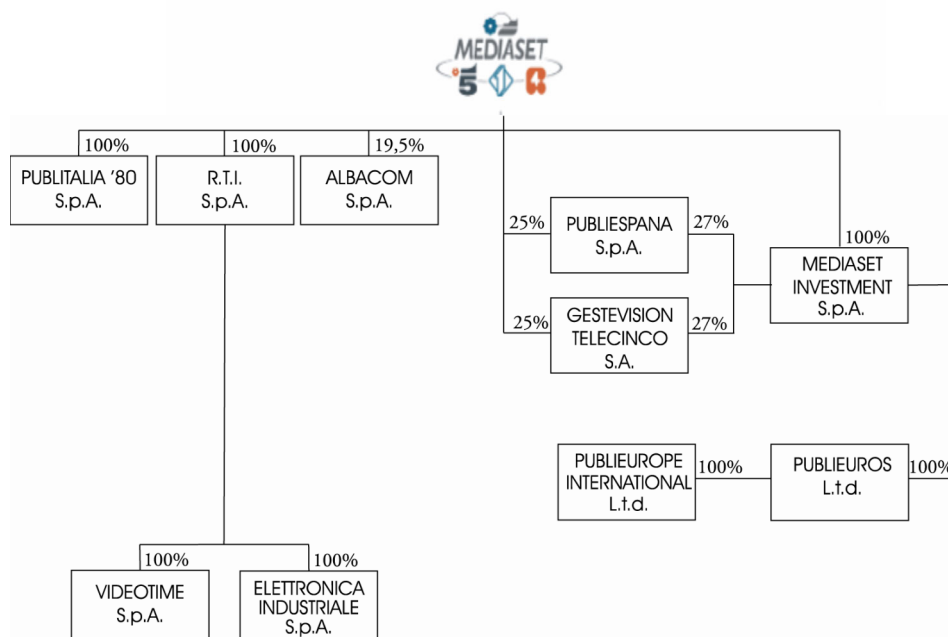 MEDIASET
5 4
100%
100%
19,5%
PUBLITALIA '80
S.p.A.
R.T.I.
S.p.A.
ALBACOM
S.p.A.
25%
PUBLIESPANA
S.p.A.
27%
100%
MEDIASET
INVESTMENT
S.p.A.
25%
GESTEVISION
TELECINCO
S.A.
27%
PUBLIEUROPE
INTERNATIONAL
L.t.d.
100%
PUBLIEUROS
L.t.d.
100%
100%
VIDEOTIME
S.p.A.
100%
ELETTRONICA
INDUSTRIALE
S.p.A.